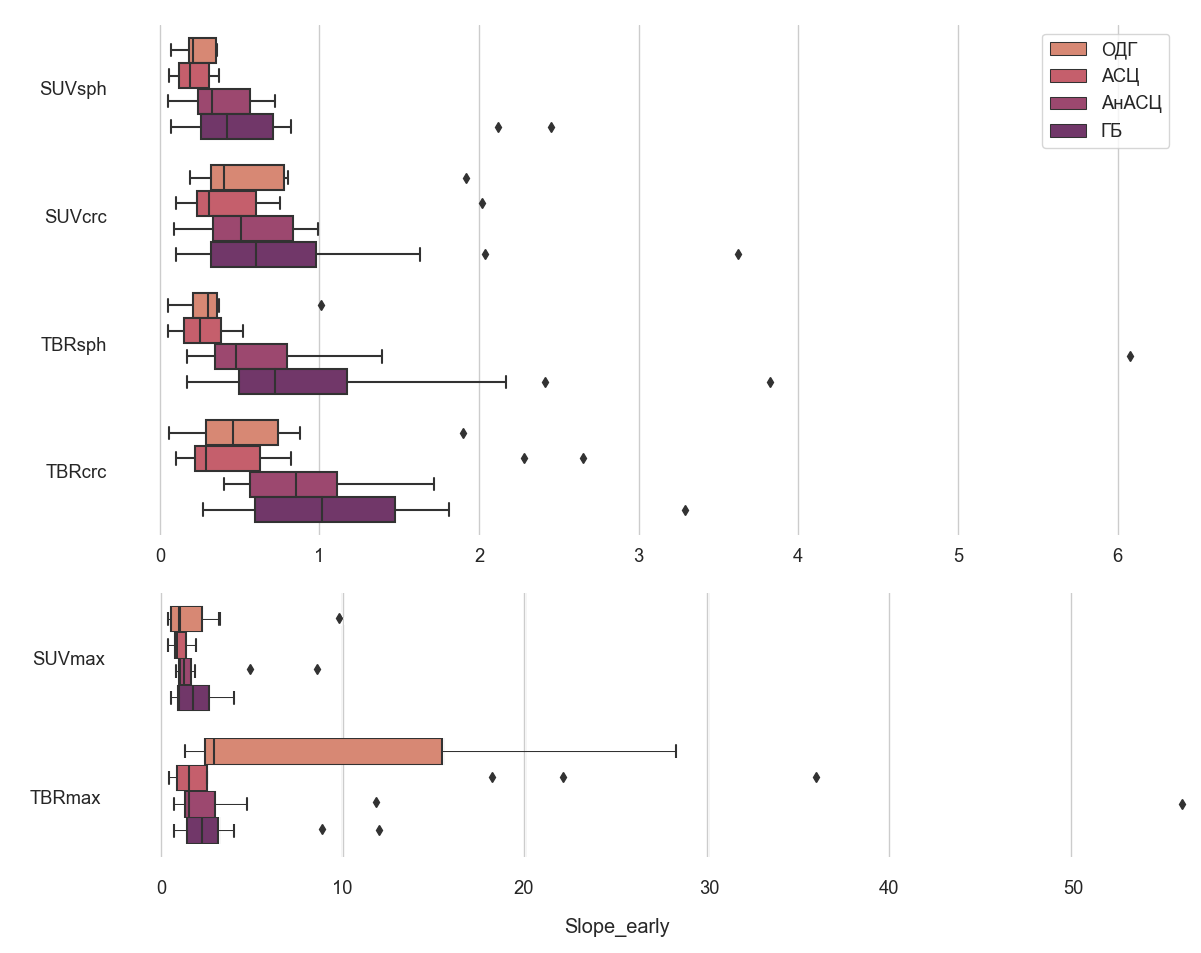 ОДГ
АСЦ
АнАСЦ
ГБ
SUVsph
SUVcrc
TBRsph
TBRcrc
0 1 2 3 4 5 6
SUVmax
TBRmax
0 10 20 30 40 50
Slope_early